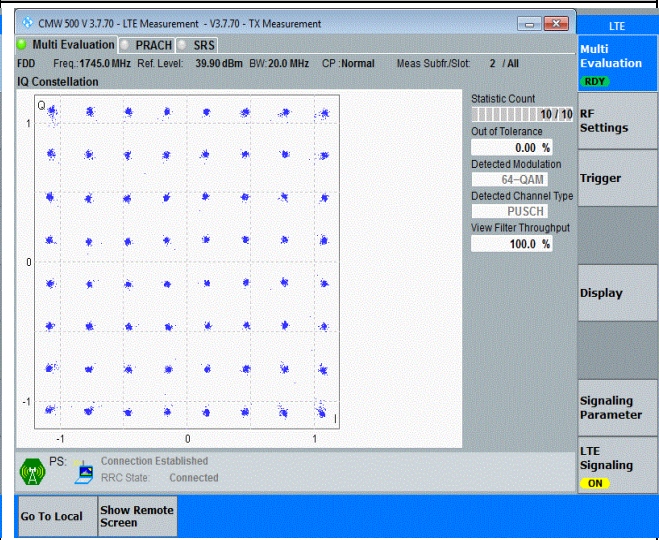 CMW 500 V 3.7.70 - LTE Measurement - V3.7.70 - TX Measurement
LTE
Multi Evaluation PRACH SRS
FDD Freq.:1745.0 MHz Ref. Level: 39.90 dBm BW:20.0 MHz CP :Normal Meas Subfr./Slot: 2 / All
IQ Constellation
Q
1
0
-1
-1 0 1
I
Statistic Count
10 / 10
Out of Tolerance
0.00 %
Detected Modulation
64-QAM
Detected Channel Type
PUSCH
View Filter Throughput
100.0 %
Multi
Evaluation
RDY
RF
Settings
Trigger
Display
Signaling
Parameter
LTE
Signaling
ON
PS: Connection Established
RRC State: Connected
Go To Local
Show Remote
Screen